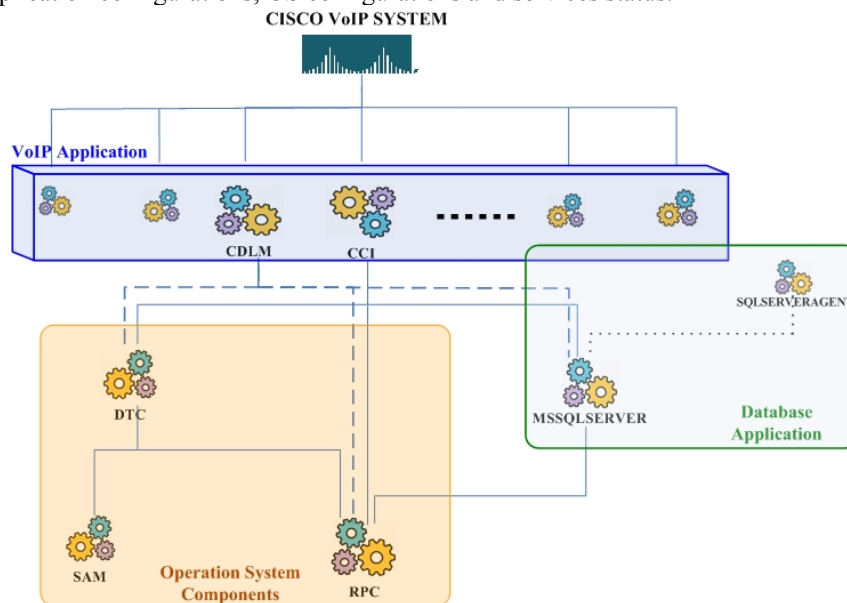 CISCO VoIP SYSTEM
VoIP Application
CDLM
CCI
SQLSERVERAGENT
DTC
MSSQLSERVER
Database
Application
SAM
Operation System
Components
RPC